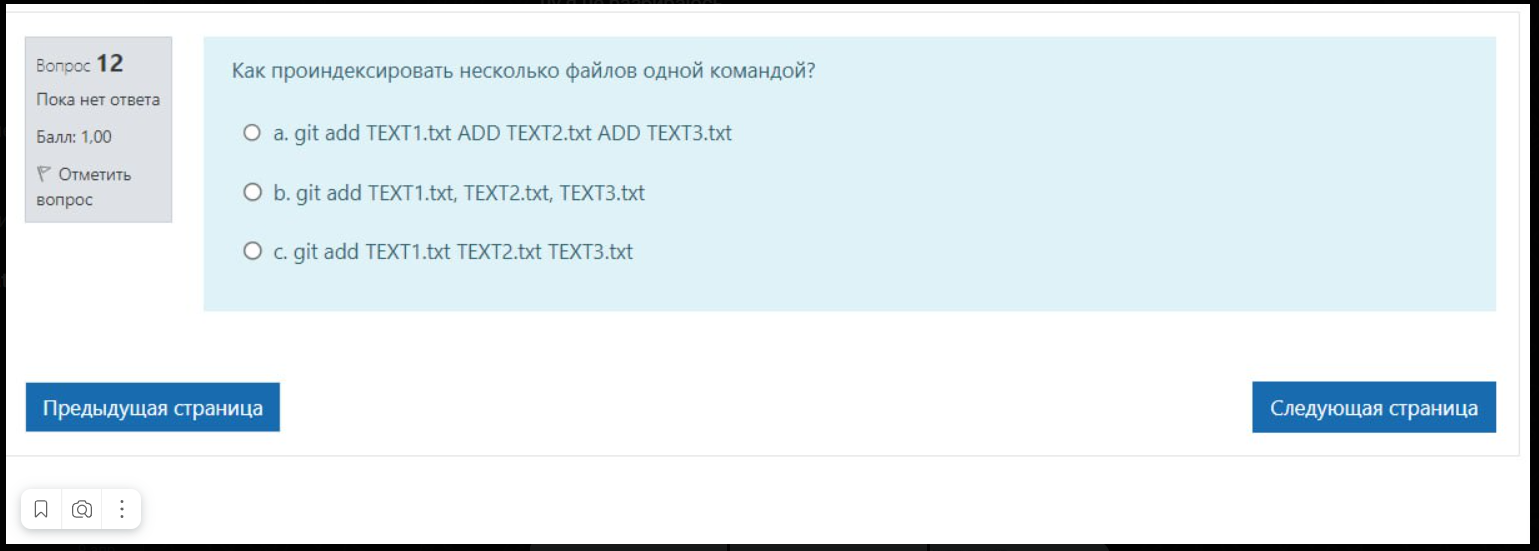 Вопрос 12
Пока нет ответа
Балл: 1,00
Отметить
вопрос
Как проиндексировать несколько файлов одной командой?
a. git add TEXT1.txt ADD TEXT2.txt ADD TEXT3.txt
b. git add TEXT1.txt, TEXT2.txt, TEXT3.txt
c. git add TEXT1.txt TEXT2.txt TEXT3.txt
Предыдущая страница
Следующая страница